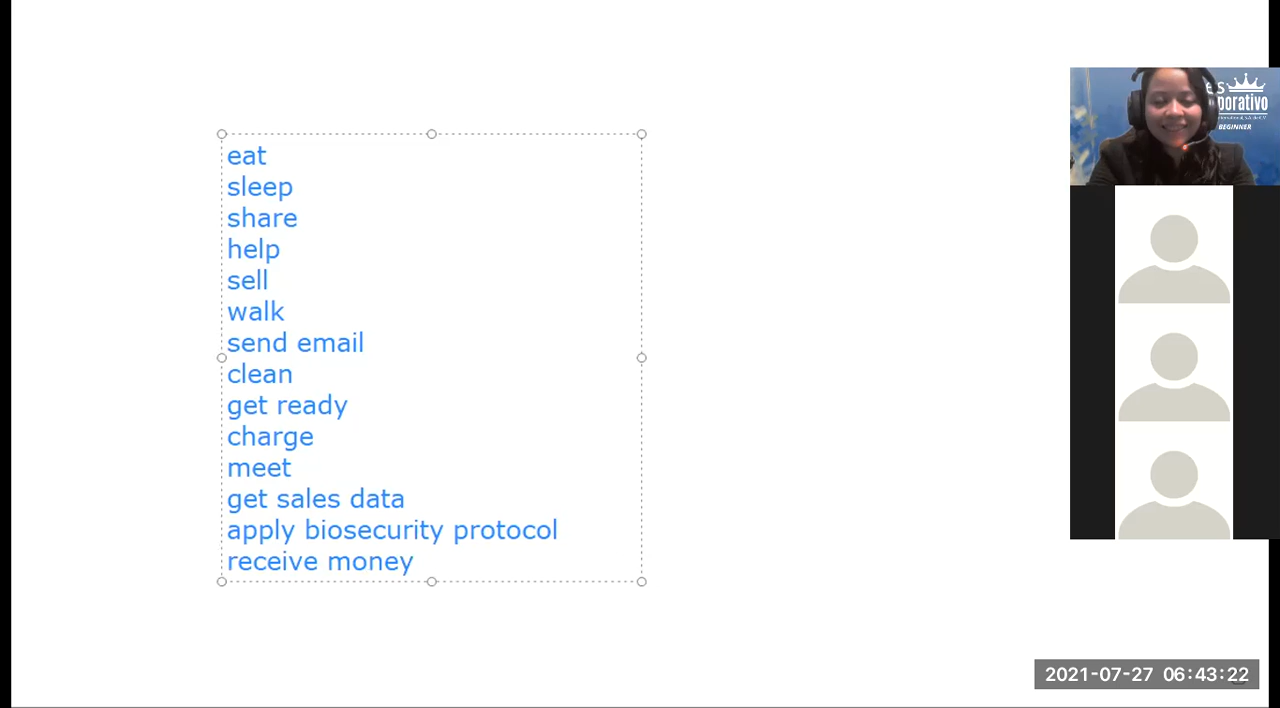 eat
sleep
share
help
sell
walk
send email
clean
get ready
charge
meet
get sales data
apply biosecurity protocol
receive money
BEGINNER
2021-07-27 06:43:22